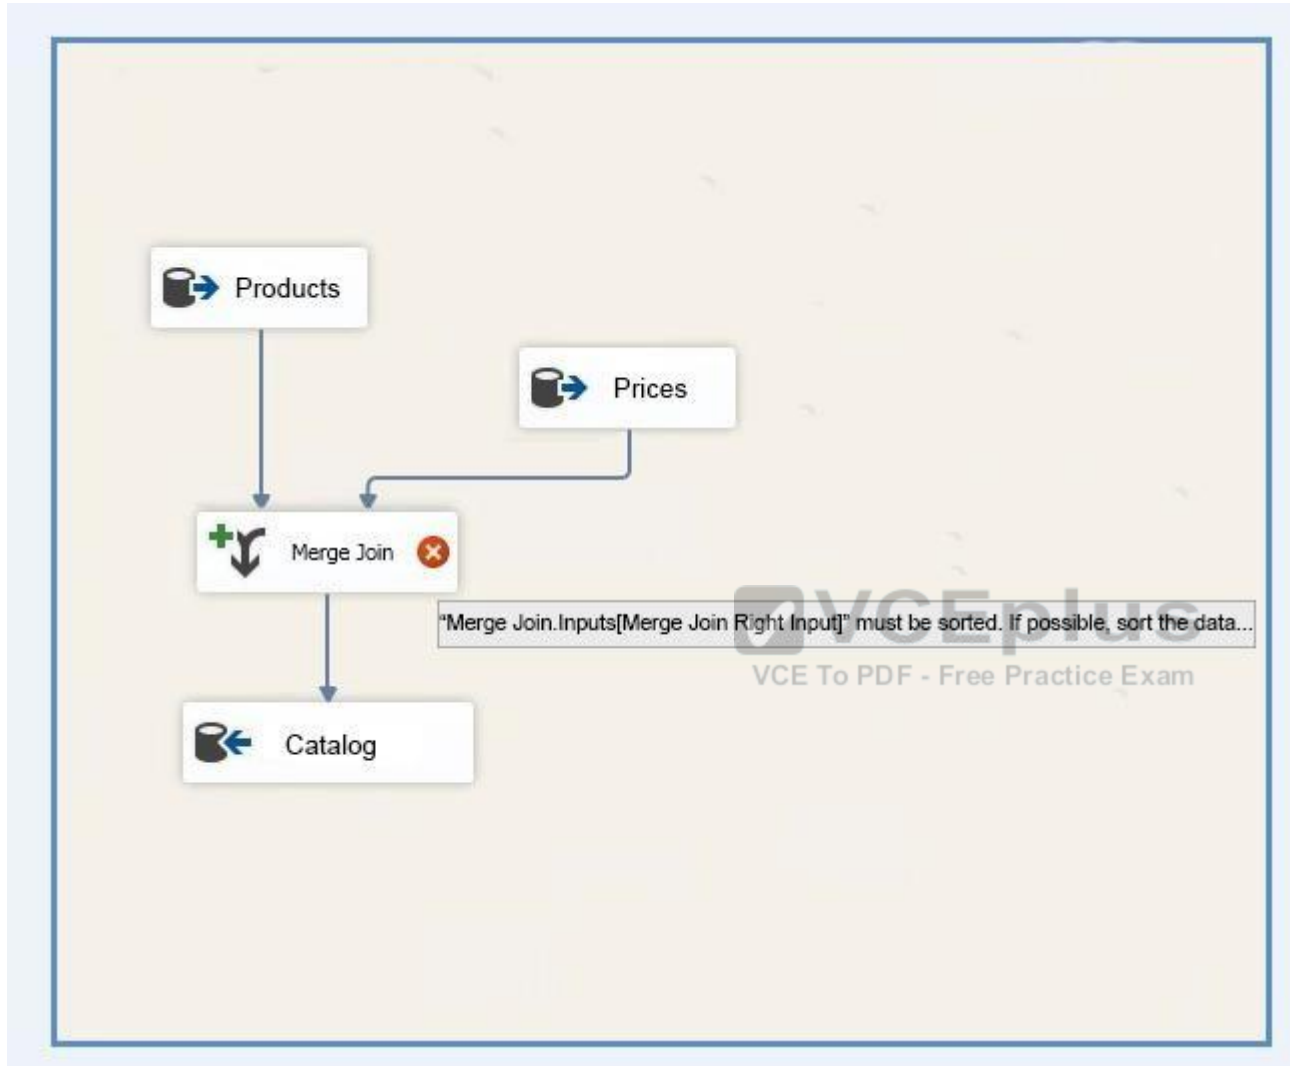 Products
Prices
Merge Join
"Merge Join.Inputs[Merge Join Right Input]" must be sorted. If possible, sort the data...
VCEplus
VCE To PDF - Free Practice Exam
Catalog